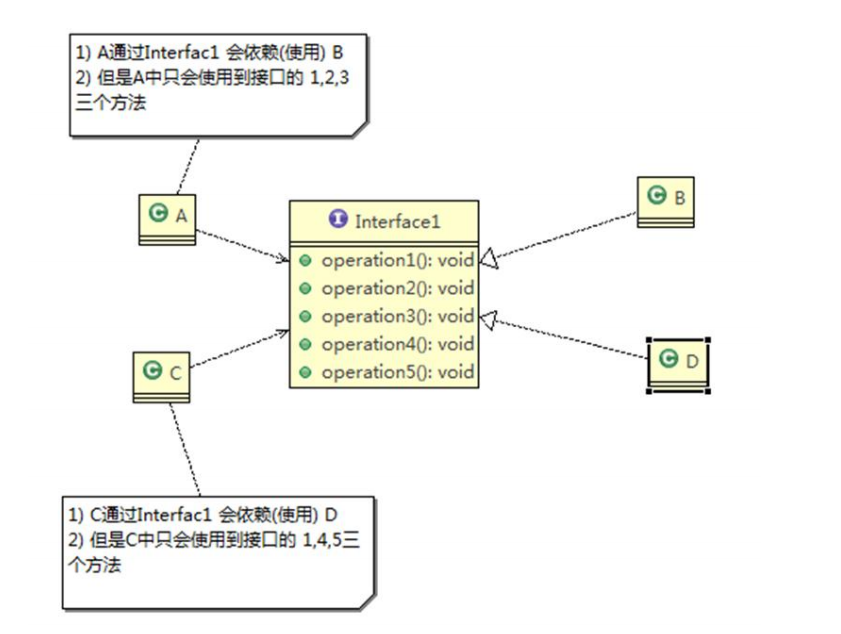 1) A通过Interfac1 会依赖(使用) B
2) 但是A中只会使用到接口的 1,2,3
三个方法
A
Interface1
operation1(): void
operation2(): void
operation3(): void
operation4(): void
operation5(): void
B
C
D
1) C通过Interfac1 会依赖(使用) D
2) 但是C中只会使用到接口的 1,4,5三
个方法